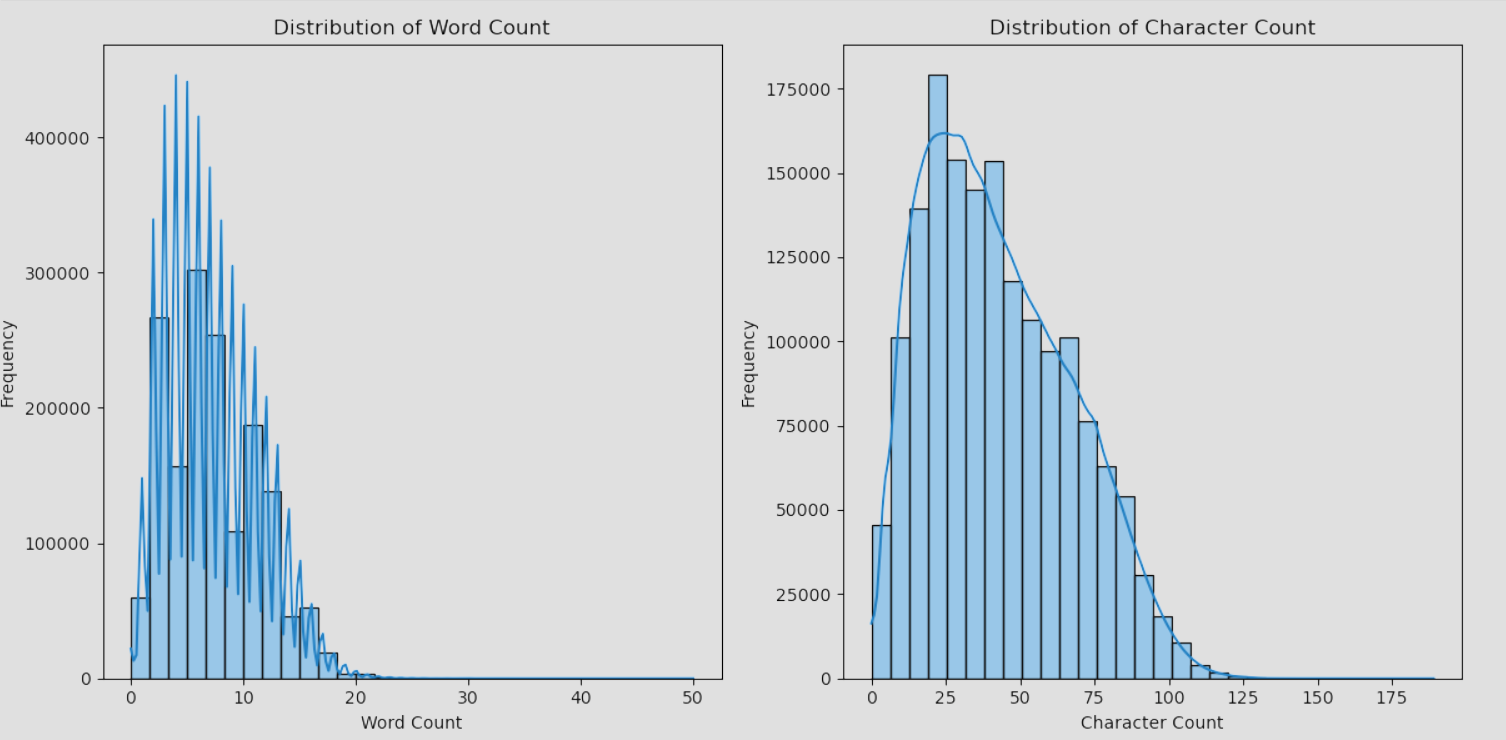 Distribution of Word Count
400000
300000
200000
100000
0
Frequency
0 10 20 30 40 50
Word Count
Distribution of Character Count
175000
150000
125000
100000
75000
50000
25000
0
Frequency
0 25 50 75 100 125 150 175
Character Count